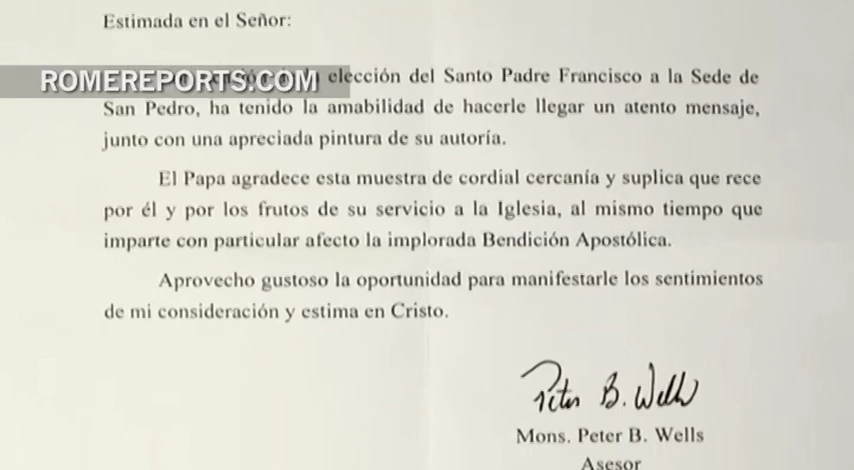 Estimada en el Señor:
ROMEREPORTS.COM
elección del Santo Padre Francisco a la Sede de
San Pedro, ha tenido la amabilidad de hacerle llegar un atento mensaje,
junto con una apreciada pintura de su autoría.
El Papa agradece esta muestra de cordial cercanía y suplica que rece
por él y por los frutos de su servicio a la Iglesia, al mismo tiempo que
imparte con particular afecto la implorada Bendición Apostólica.
Aprovecho gustoso la oportunidad para manifestarle los sentimientos
de mi consideración y estima en Cristo.
Peter B. Wells
Mons. Peter B. Wells
Asesor